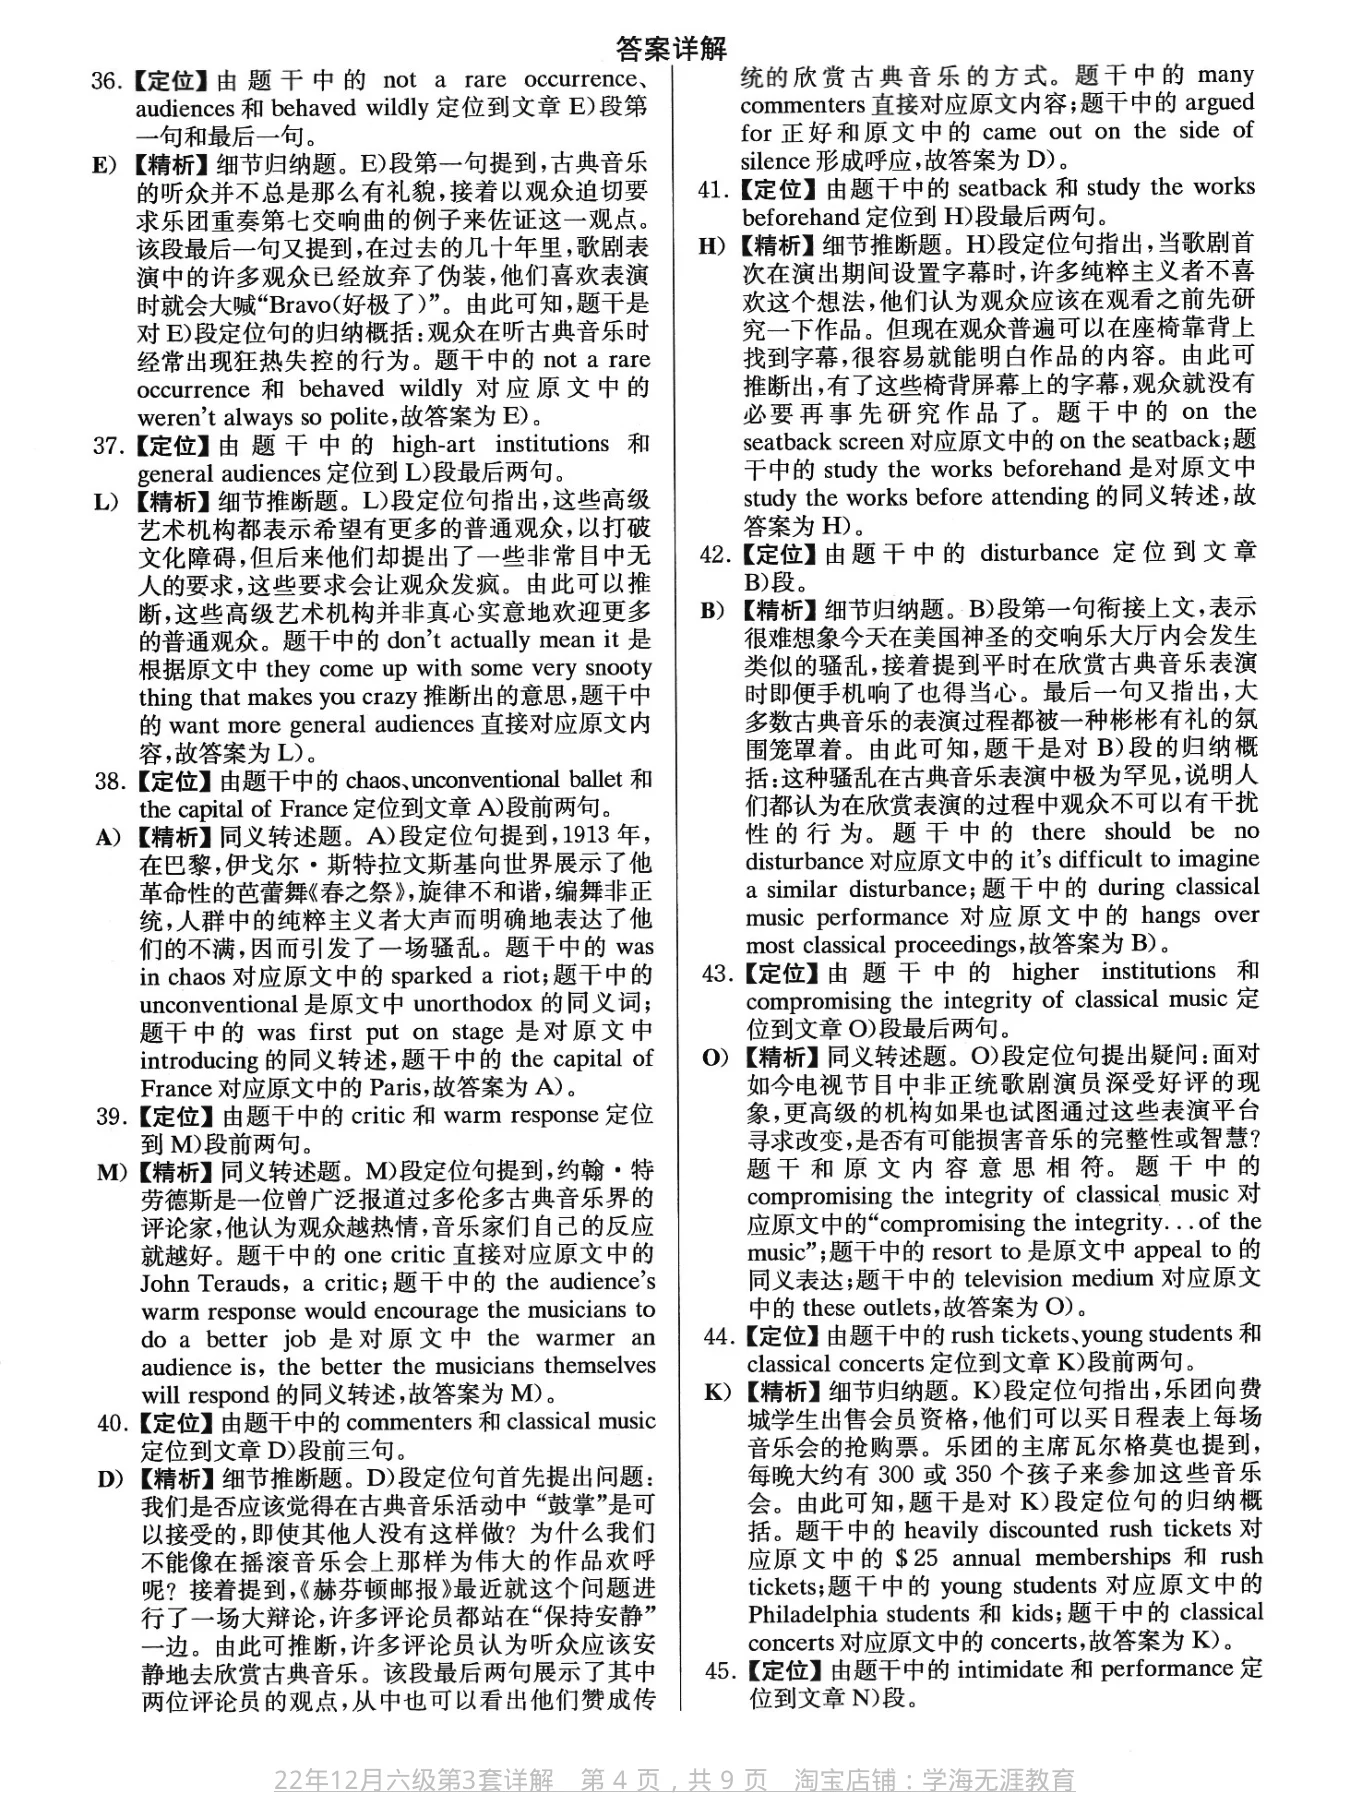 答案详解
36.【定位】由题干中的 not a rare occurrence、
audiences 和 behaved wildly 定位到文章 E)段第
一句和最后一句。
E) 【精析】细节归纳题。E)段第一句提到,古典音乐
的听众并不总是那么有礼貌,接着以观众迫切要
求乐团重奏第七交响曲的例子来佐证这一观点。
该段最后一句又提到,在过去的几十年里,歌剧表
演中的许多观众已经放弃了伪装,他们喜欢表演
时就会大喊“Bravo(好极了)”。由此可知,题干是
对 E)段定位句的归纳概括:观众在听古典音乐时
经常出现狂热失控的行为。题干中的 not a rare
occurrence 和 behaved wildly 对应原文中的
weren't always so polite,故答案为 E)。
37.【定位】由题干中的 high-art institutions 和
general audiences 定位到 L)段最后两句。
L) 【精析】细节推断题。L)段定位句指出,这些高级
艺术机构都表示希望有更多的普通观众,以打破
文化障碍,但后来他们却提出了一些非常目中无
人的要求,这些要求会让观众发疯。由此可以推
断,这些高级艺术机构并非真心实意地欢迎更多
的普通观众。题干中的 don't actually mean it 是
根据原文中 they come up with some very snooty
thing that makes you crazy 推断出的意思,题干中
的 want more general audiences 直接对应原文内
容,故答案为 L)。
38.【定位】由题干中的 chaos、unconventional ballet 和
the capital of France 定位到文章 A)段前两句。
A) 【精析】同义转述题。A)段定位句提到,1913 年,
在巴黎,伊戈尔·斯特拉文斯基向世界展示了他
革命性的芭蕾舞《春之祭》,旋律不和谐,编舞非正
统,人群中的纯粹主义者大声而明确地表达了他
们的不满,因而引发了一场骚乱。题干中的 was
in chaos 对应原文中的 sparked a riot;题干中的
unconventional 是原文中 unorthodox 的同义词;
题干中的 was first put on stage 是对原文中
introducing 的同义转述,题干中的 the capital of
France 对应原文中的 Paris,故答案为 A)。
39.【定位】由题干中的 critic 和 warm response 定位
到 M)段前两句。
M) 【精析】同义转述题。M)段定位句提到,约翰·特
劳德斯是一位曾广泛报道过多伦多古典音乐界的
评论家,他认为观众越热情,音乐家们自己的反应
就越好。题干中的 one critic 直接对应原文中的
John Terauds, a critic;题干中的 the audience's
warm response would encourage the musicians to
do a better job 是对原文中 the warmer an
audience is, the better the musicians themselves
will respond 的同义转述,故答案为 M)。
40.【定位】由题干中的 commenters 和 classical music
定位到文章 D)段前三句。
D) 【精析】细节推断题。D)段定位句首先提出问题:
我们是否应该觉得在古典音乐活动中“鼓掌”是可
以接受的,即使其他人没有这样做?为什么我们
不能像在摇滚音乐会上那样为伟大的作品欢呼
呢?接着提到,《赫芬顿邮报》最近就这个问题进
行了一场大辩论,许多评论员都站在“保持安静”
一边。由此可推断,许多评论员认为听众应该安
静地去欣赏古典音乐。该段最后两句展示了其中
两位评论员的观点,从中也可以看出他们赞成传
统的欣赏古典音乐的方式。题干中的 many
commenters 直接对应原文内容;题干中的 argued
for 正好和原文中的 came out on the side of
silence 形成呼应,故答案为 D)。
41.【定位】由题干中的 seatback 和 study the works
beforehand 定位到 H)段最后两句。
H) 【精析】细节推断题。H)段定位句指出,当歌剧首
次在演出期间设置字幕时,许多纯粹主义者不喜
欢这个想法,他们认为观众应该在观看之前先研
究一下作品。但现在观众普遍可以在座椅靠背上
找到字幕,很容易就能明白作品的内容。由此可
推断出,有了这些椅背屏幕上的字幕,观众就没有
必要再事先研究作品了。题干中的 on the
seatback screen 对应原文中的 on the seatback;题
干中的 study the works beforehand 是对原文中
study the works before attending 的同义转述,故
答案为 H)。
42.【定位】由题干中的 disturbance 定位到文章
B)段。
B) 【精析】细节归纳题。B)段第一句衔接上文,表示
很难想象今天在美国神圣的交响乐大厅内会发生
类似的骚乱,接着提到平时在欣赏古典音乐表演
时即便手机响了也得当心。最后一句又指出,大
多数古典音乐的表演过程都被一种彬彬有礼的氛
围笼罩着。由此可知,题干是对 B)段的归纳概
括:这种骚乱在古典音乐表演中极为罕见,说明人
们都认为在欣赏表演的过程中观众不可以有干扰
性的行为。题干中的 there should be no
disturbance 对应原文中的 it's difficult to imagine
a similar disturbance;题干中的 during classical
music performance 对应原文中的 hangs over
most classical proceedings,故答案为 B)。
43.【定位】由题干中的 higher institutions 和
compromising the integrity of classical music 定
位到文章 O)段最后两句。
O) 【精析】同义转述题。O)段定位句提出疑问:面对
如今电视节目中非正统歌剧演员深受好评的现
象,更高级的机构如果也试图通过这些表演平台
寻求改变,是否有可能损害音乐的完整性或智慧?
题干和原文内容意思相符。题干中的
compromising the integrity of classical music 对
应原文中的“compromising the integrity...of the
music”;题干中的 resort to 是原文中 appeal to 的
同义表达;题干中的 television medium 对应原文
中的 these outlets,故答案为 O)。
44.【定位】由题干中的 rush tickets、young students 和
classical concerts 定位到文章 K)段前两句。
K) 【精析】细节归纳题。K)段定位句指出,乐团向费
城学生出售会员资格,他们可以买日程表上每场
音乐会的抢购票。乐团的主席瓦尔格莫也提到,
每晚大约有 300 或 350 个孩子来参加这些音乐
会。由此可知,题干是对 K)段定位句的归纳概
括。题干中的 heavily discounted rush tickets 对
应原文中的 $25 annual memberships 和 rush
tickets;题干中的 young students 对应原文中的
Philadelphia students 和 kids;题干中的 classical
concerts 对应原文中的 concerts,故答案为 K)。
45.【定位】由题干中的 intimidate 和 performance 定
位到文章 N)段。
22年12月六级第3套详解 第 4 页,共 9 页 淘宝店铺:学海无涯教育